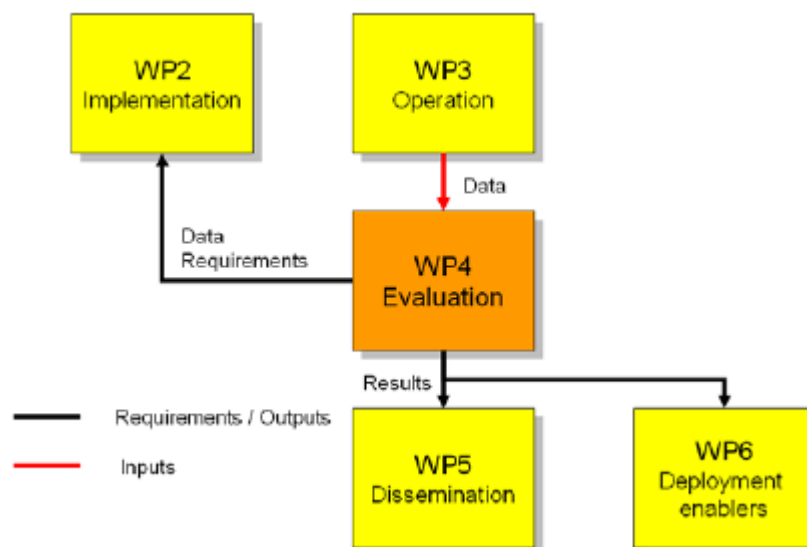 WP2
Implementation
WP3
Operation
Data
Data
Requirements
WP4
Evaluation
Results
Requirements / Outputs
Inputs
WP5
Dissemination
WP6
Deployment
enablers